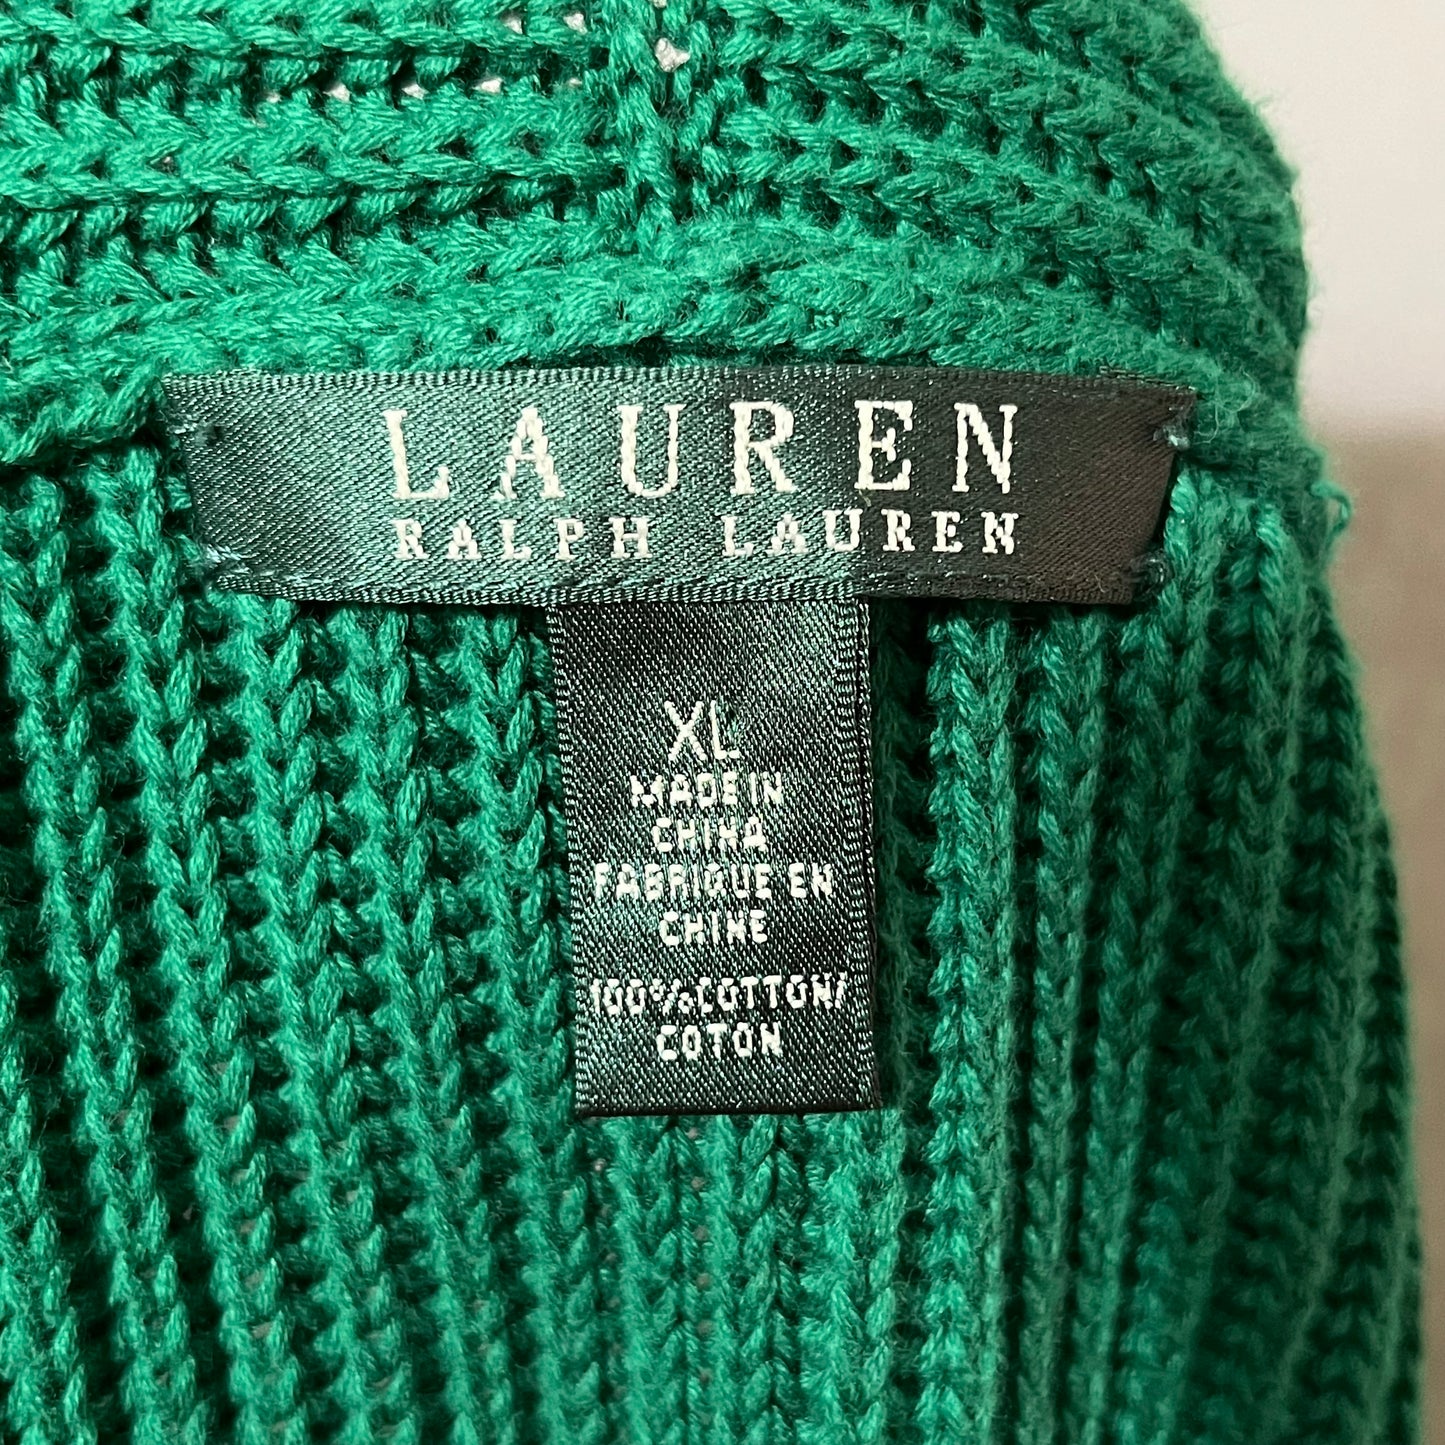 LAUREN
RALPH LAUREN
XL
MADE IN
CHINA
FABRIQUE EN
CHINE
100% COTTON/
COTON